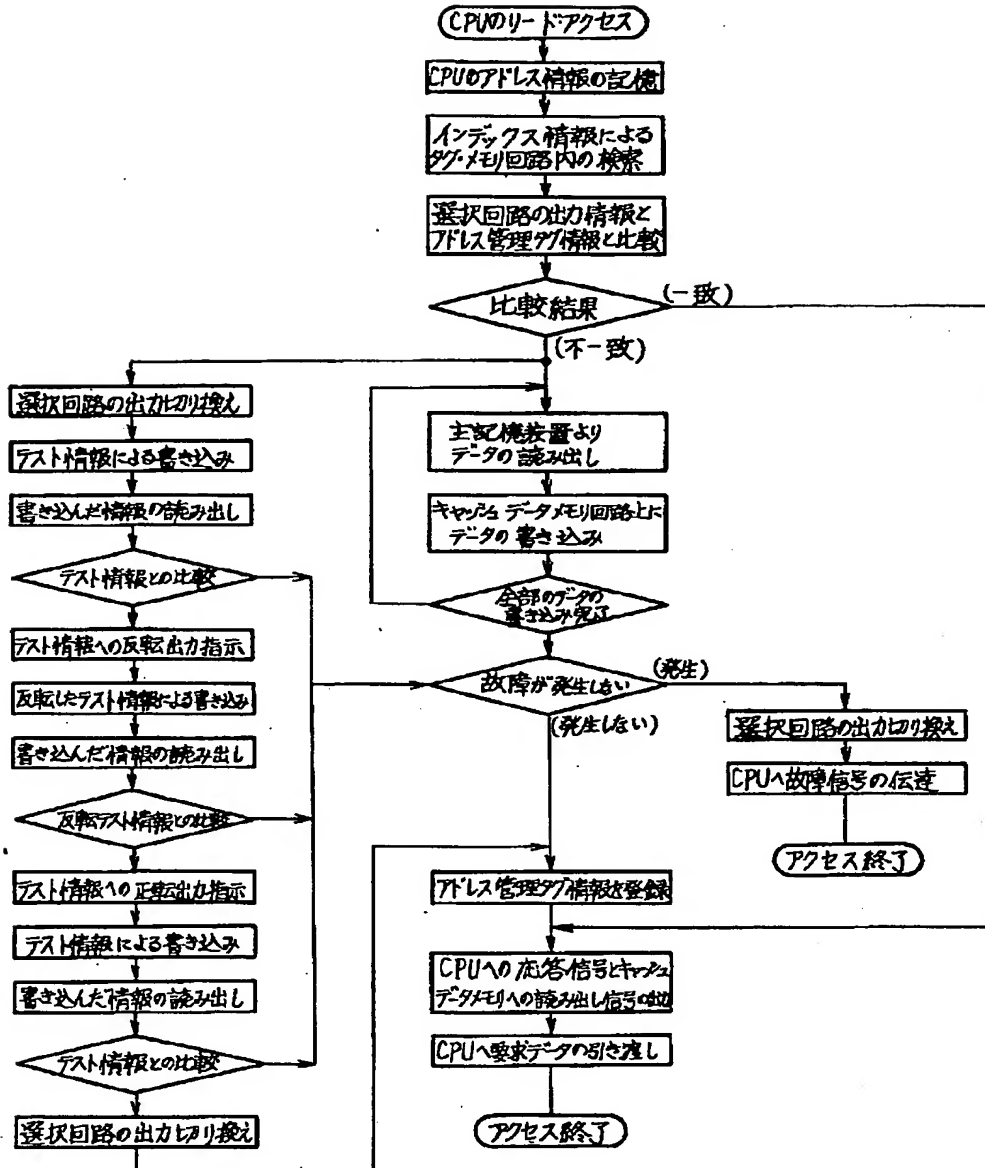 CPUのリードアクセス
CPUのアドレス情報の記憶
インデックス情報による
タグ・メモリ回路内の検索
選択回路の出力情報と
アドレス管理タグ情報と比較
比較結果
(一致)
(不一致)
選択回路の出力切り換え
テスト情報による書き込み
書き込んだ情報の読み出し
テスト情報との比較
テスト情報への反転出力指示
反転したテスト情報による書き込み
書き込んだ情報の読み出し
反転テスト情報との比較
テスト情報への正転出力指示
テスト情報による書き込み
書き込んだ情報の読み出し
テスト情報との比較
選択回路の出力切り換え
主記憶装置より
データの読み出し
キャッシュデータメモリ回路上に
データの書き込み
全部のデータの
書き込み完了
故障が発生しない
(発生)
(発生しない)
選択回路の出力切り換え
CPUへ故障信号の伝達
アクセス終了
アドレス管理タグ情報を登録
CPUへの応答信号とキャッシュ
データメモリへの読み出し信号の出力
CPUへ要求データの引き渡し
アクセス終了